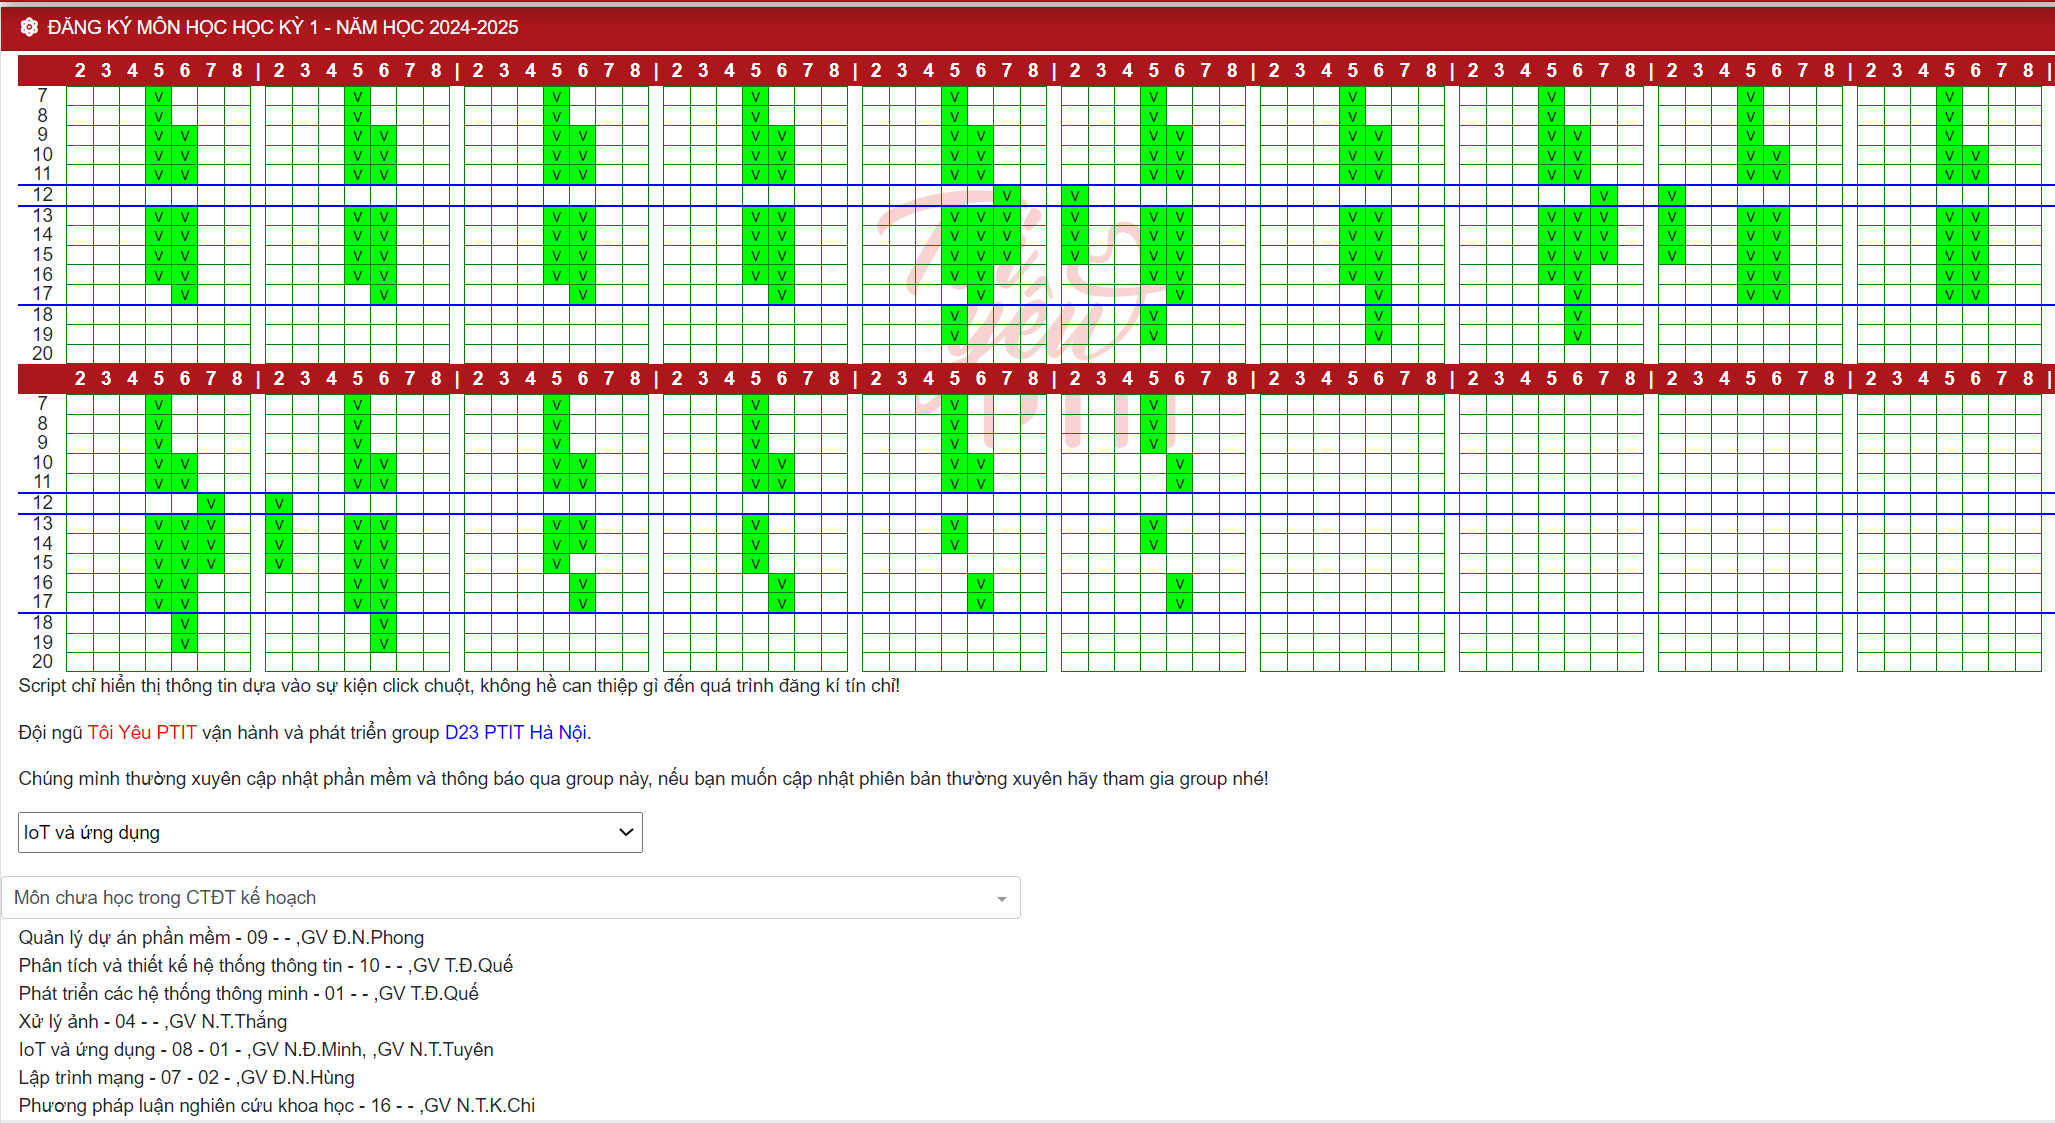 ĐĂNG KÝ MÔN HỌC HỌC KỲ 1 - NĂM HỌC 2024-2025
2 3 4 5 6 7 8 | 2 3 4 5 6 7 8 | 2 3 4 5 6 7 8 | 2 3 4 5 6 7 8 | 2 3 4 5 6 7 8 | 2 3 4 5 6 7 8 | 2 3 4 5 6 7 8 | 2 3 4 5 6 7 8 | 2 3 4 5 6 7 8 | 2 3 4 5 6 7 8 |
7 V V V V V V V V V V
8 V V V V V V V V V V
9 V V V V V V V V V V V V V V V V V V
10 V V V V V V V V V V V V V V V V V V V V
11 V V V V V V V V V V V V V V V V V V V V
12 V V V V
13 V V V V V V V V V V V V V V V V V V V V V V V V
14 V V V V V V V V V V V V V V V V V V V V V V V V
15 V V V V V V V V V V V V V V V V V V V V V V V V
16 V V V V V V V V V V V V V V V V V V V V
17 V V V V V V V V V V V V
18 V V V V
19 V V V V
20
Tôi yêu PTIT
2 3 4 5 6 7 8 | 2 3 4 5 6 7 8 | 2 3 4 5 6 7 8 | 2 3 4 5 6 7 8 | 2 3 4 5 6 7 8 | 2 3 4 5 6 7 8 | 2 3 4 5 6 7 8 | 2 3 4 5 6 7 8 | 2 3 4 5 6 7 8 | 2 3 4 5 6 7 8 |
7 V V V V V V
8 V V V V V V
9 V V V V V V
10 V V V V V V V V V V V
11 V V V V V V V V V V V
12 V V
13 V V V V V V V V V V V
14 V V V V V V V V V V V
15 V V V V V V V V
16 V V V V V V V V
17 V V V V V V V V
18 V V
19 V V
20
Script chỉ hiển thị thông tin dựa vào sự kiện click chuột, không hề can thiệp gì đến quá trình đăng kí tín chỉ!
Đội ngũ Tôi Yêu PTIT vận hành và phát triển group D23 PTIT Hà Nội.
Chúng mình thường xuyên cập nhật phần mềm và thông báo qua group này, nếu bạn muốn cập nhật phiên bản thường xuyên hãy tham gia group nhé!
IoT và ứng dụng
Môn chưa học trong CTĐT kế hoạch
Quản lý dự án phần mềm - 09 - - ,GV Đ.N.Phong
Phân tích và thiết kế hệ thống thông tin - 10 - - ,GV T.Đ.Quế
Phát triển các hệ thống thông minh - 01 - - ,GV T.Đ.Quế
Xử lý ảnh - 04 - - ,GV N.T.Thắng
IoT và ứng dụng - 08 - 01 - ,GV N.Đ.Minh, ,GV N.T.Tuyên
Lập trình mạng - 07 - 02 - ,GV Đ.N.Hùng
Phương pháp luận nghiên cứu khoa học - 16 - - ,GV N.T.K.Chi